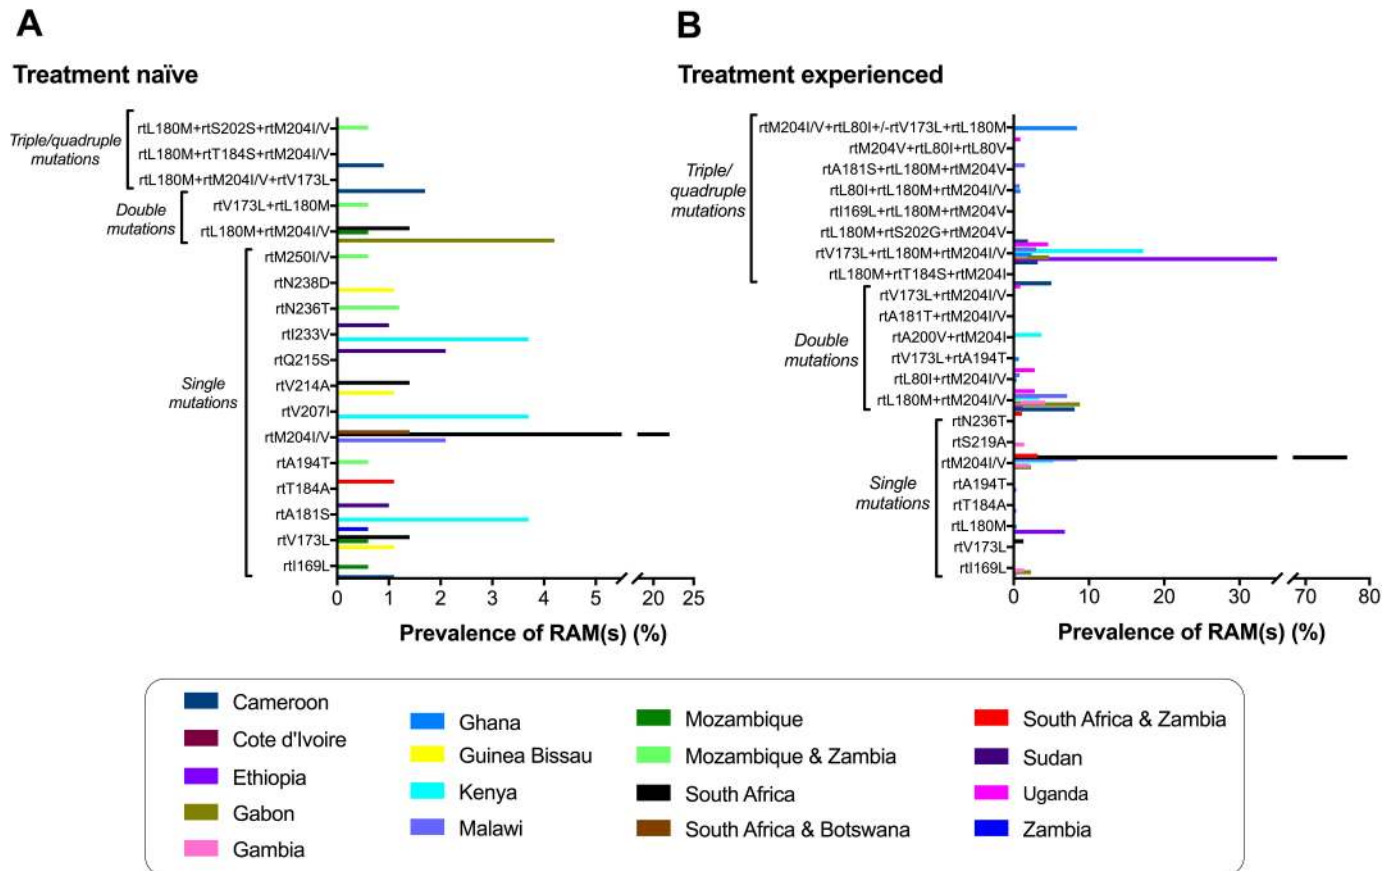 A
Treatment naïve
Triple/quadruple
mutations
rtL180M+rtS202S+rtM204I/V
rtL180M+rtT184S+rtM204I/V
rtL180M+rtM204I/V+rtV173L
Double
mutations
rtV173L+rtL180M
rtL180M+rtM204I/V
Single
mutations
rtM250I/V
rtN238D
rtN236T
rtI233V
rtQ215S
rtV214A
rtV207I
rtM204I/V
rtA194T
rtT184A
rtA181S
rtV173L
rtI169L
0 1 2 3 4 5 20 25
Prevalence of RAM(s) (%)
B
Treatment experienced
Triple/
quadruple
mutations
rtM204I/V+rtL80I+/-rtV173L+rtL180M
rtM204V+rtL80I+rtL80V
rtA181S+rtL180M+rtM204V
rtL80I+rtL180M+rtM204I/V
rtI169L+rtL180M+rtM204V
rtL180M+rtS202G+rtM204V
rtV173L+rtL180M+rtM204I/V
rtL180M+rtT184S+rtM204I
Double
mutations
rtV173L+rtM204I/V
rtA181T+rtM204I/V
rtA200V+rtM204I
rtV173L+rtA194T
rtL80I+rtM204I/V
rtL180M+rtM204I/V
Single
mutations
rtN236T
rtS219A
rtM204I/V
rtA194T
rtT184A
rtL180M
rtV173L
rtI169L
0 10 20 30 70 80
Prevalence of RAM(s) (%)
Cameroon
Cote d'Ivoire
Ethiopia
Gabon
Gambia
Ghana
Guinea Bissau
Kenya
Malawi
Mozambique
Mozambique & Zambia
South Africa
South Africa & Botswana
South Africa & Zambia
Sudan
Uganda
Zambia